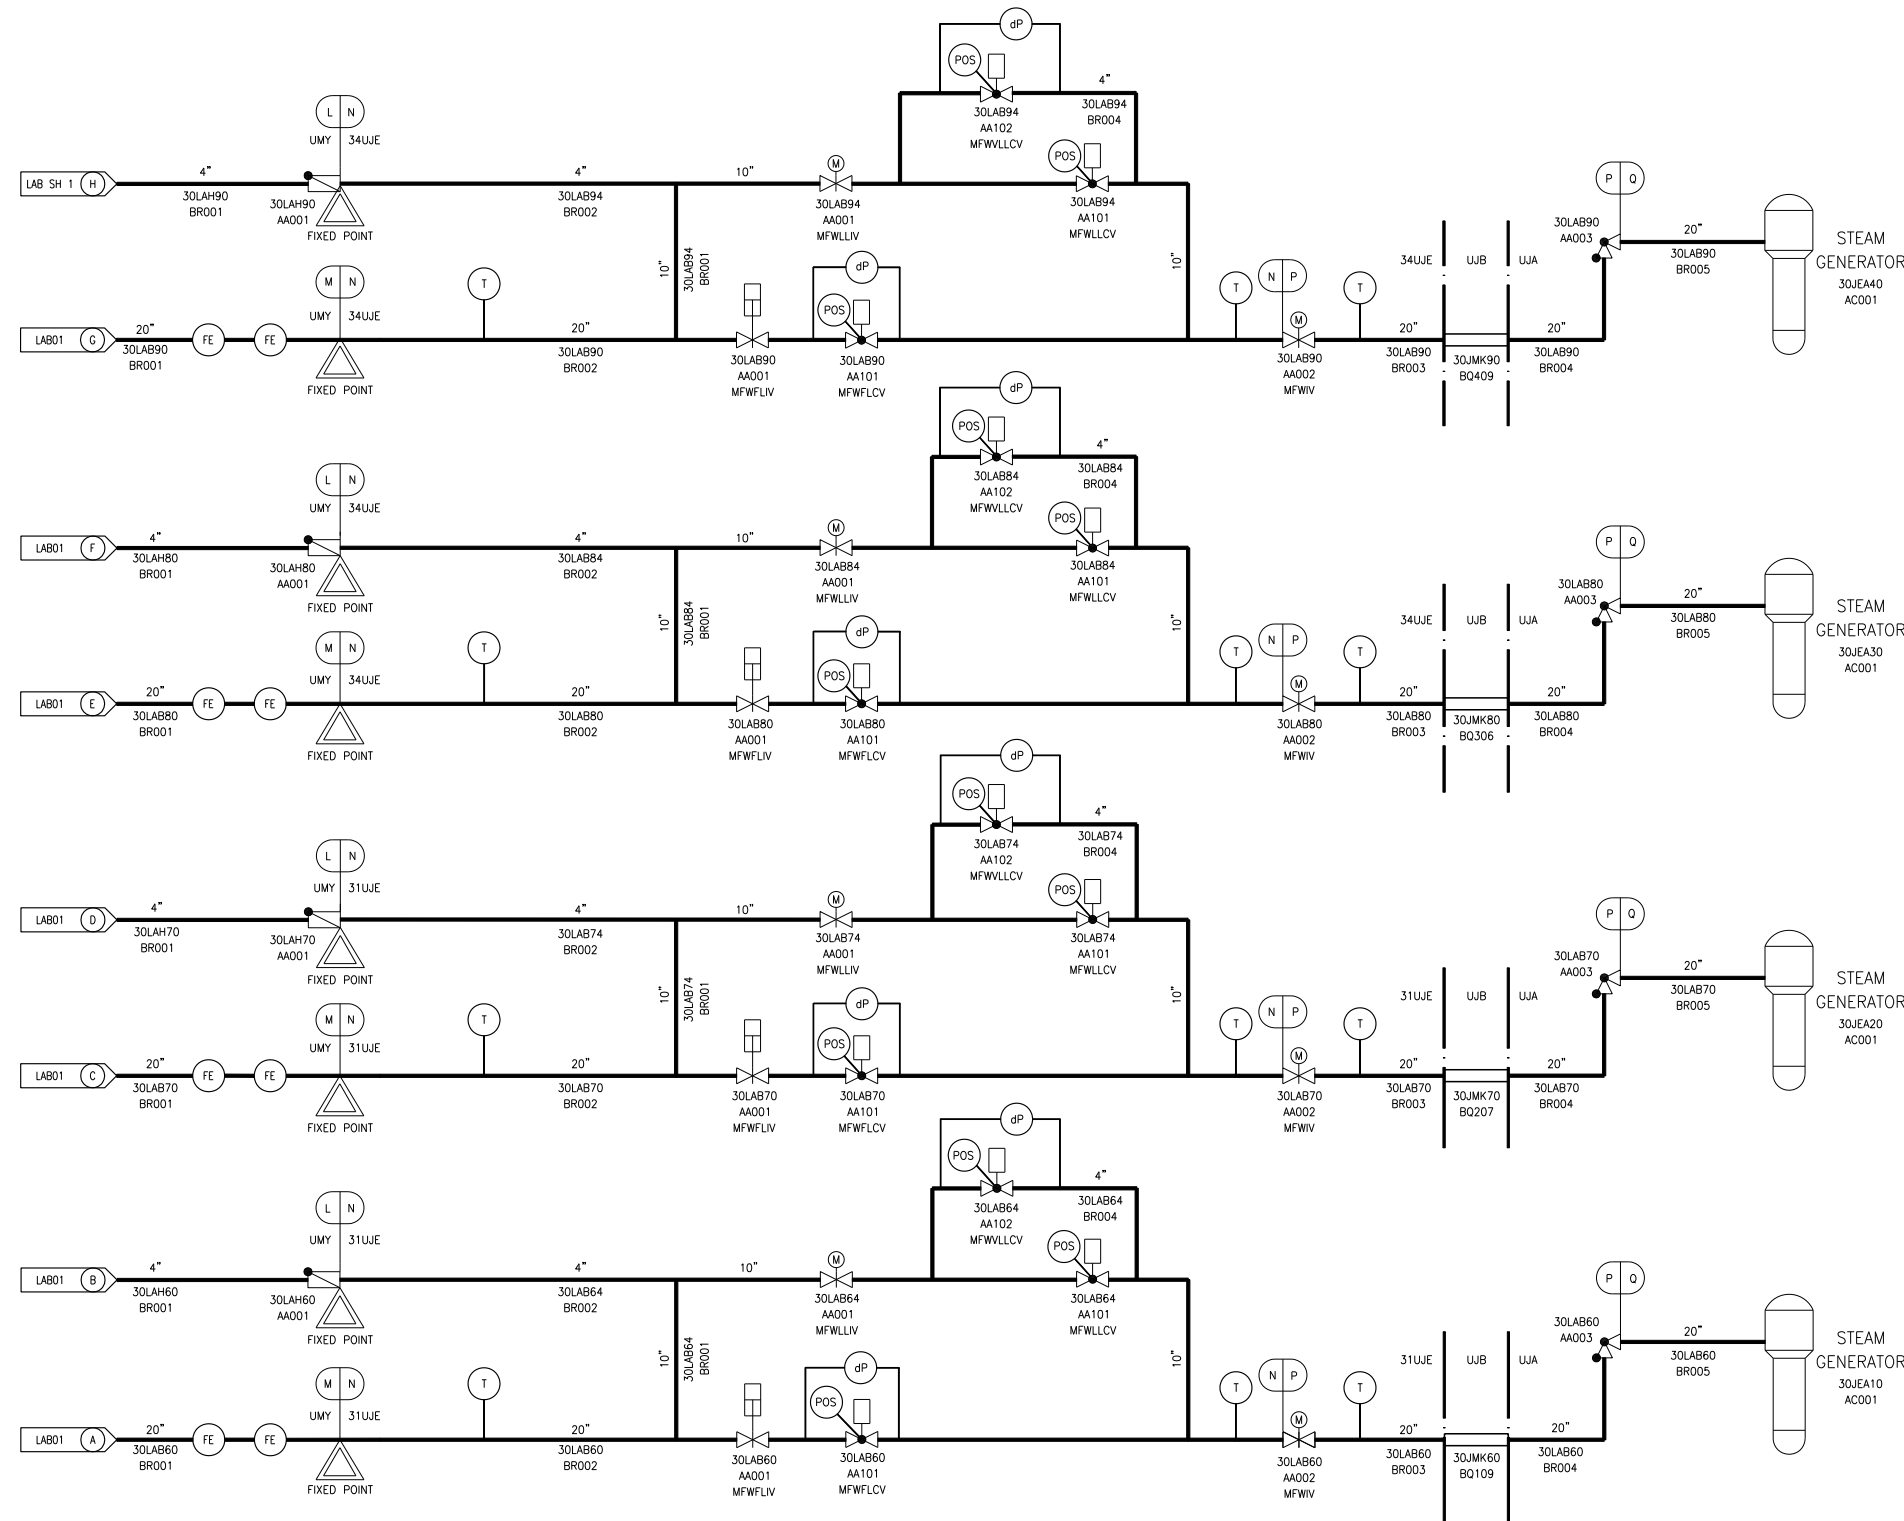 dP
POS
4”
30LAB94
AA102
MFWVLLCV
30LAB94
BR004
L N
UMY 34UJE
LAB SH 1 H
4”
30LAH90
BR001
30LAH90
AA001
FIXED POINT
4”
30LAB94
BR002
10”
M
30LAB94
AA001
MFWLLIV
POS
30LAB94
AA101
MFWLLCV
10”
30LAB94
BR001
10”
M N
UMY 34UJE
LAB01 G
20”
30LAB90
BR001
FE FE
FIXED POINT
T
20”
30LAB90
BR002
30LAB90
AA001
MFWFLIV
dP
POS
30LAB90
AA101
MFWFLCV
T
N P
M
30LAB90
AA002
MFWIV
T
20”
30LAB90
BR003
34UJE UJB UJA
30JMK90
BQ409
20”
30LAB90
BR004
P Q
30LAB90
AA003
20”
30LAB90
BR005
STEAM
GENERATOR
30JEA40
AC001
dP
POS
4”
30LAB84
AA102
MFWVLLCV
30LAB84
BR004
L N
UMY 34UJE
LAB01 F
4”
30LAH80
BR001
30LAH80
AA001
FIXED POINT
4”
30LAB84
BR002
10”
M
30LAB84
AA001
MFWLLIV
POS
30LAB84
AA101
MFWLLCV
10”
30LAB84
BR001
10”
M N
UMY 34UJE
LAB01 E
20”
30LAB80
BR001
FE FE
FIXED POINT
T
20”
30LAB80
BR002
30LAB80
AA001
MFWFLIV
dP
POS
30LAB80
AA101
MFWFLCV
T
N P
M
30LAB80
AA002
MFWIV
T
20”
30LAB80
BR003
34UJE UJB UJA
30JMK80
BQ306
20”
30LAB80
BR004
P Q
30LAB80
AA003
20”
30LAB80
BR005
STEAM
GENERATOR
30JEA30
AC001
dP
POS
4”
30LAB74
AA102
MFWVLLCV
30LAB74
BR004
L N
UMY 31UJE
LAB01 D
4”
30LAH70
BR001
30LAH70
AA001
FIXED POINT
4”
30LAB74
BR002
10”
M
30LAB74
AA001
MFWLLIV
POS
30LAB74
AA101
MFWLLCV
10”
30LAB74
BR001
10”
M N
UMY 31UJE
LAB01 C
20”
30LAB70
BR001
FE FE
FIXED POINT
T
20”
30LAB70
BR002
30LAB70
AA001
MFWFLIV
dP
POS
30LAB70
AA101
MFWFLCV
T
N P
M
30LAB70
AA002
MFWIV
T
20”
30LAB70
BR003
31UJE UJB UJA
30JMK70
BQ207
20”
30LAB70
BR004
P Q
30LAB70
AA003
20”
30LAB70
BR005
STEAM
GENERATOR
30JEA20
AC001
dP
POS
4”
30LAB64
AA102
MFWVLLCV
30LAB64
BR004
L N
UMY 31UJE
LAB01 B
4”
30LAH60
BR001
30LAH60
AA001
FIXED POINT
4”
30LAB64
BR002
10”
M
30LAB64
AA001
MFWLLIV
POS
30LAB64
AA101
MFWLLCV
10”
30LAB64
BR001
10”
M N
UMY 31UJE
LAB01 A
20”
30LAB60
BR001
FE FE
FIXED POINT
T
20”
30LAB60
BR002
30LAB60
AA001
MFWFLIV
dP
POS
30LAB60
AA101
MFWFLCV
T
N P
M
30LAB60
AA002
MFWIV
T
20”
30LAB60
BR003
31UJE UJB UJA
30JMK60
BQ109
20”
30LAB60
BR004
P Q
30LAB60
AA003
20”
30LAB60
BR005
STEAM
GENERATOR
30JEA10
AC001